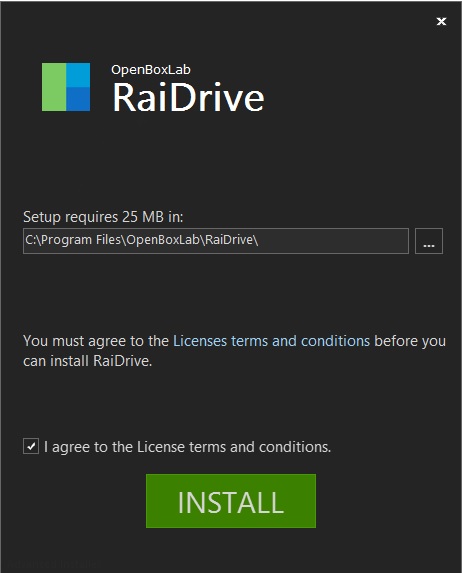 OpenBoxLab
RaiDrive
Setup requires 25 MB in:
C:\Program Files\OpenBoxLab\RaiDrive\
...
You must agree to the Licenses terms and conditions before you
can install RaiDrive.
I agree to the License terms and conditions.
INSTALL